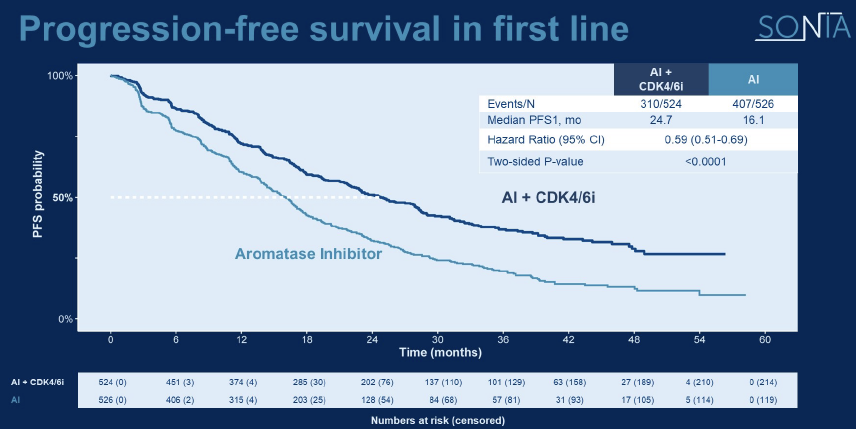 Progression-free survival in first line
SONIA
AI +
CDK4/6i
AI
Events/N 310/524 407/526
Median PFS1, mo 24.7 16.1
Hazard Ratio (95% CI) 0.59 (0.51-0.69)
Two-sided P-value <0.0001
100%
50%
0%
PFS probability
AI + CDK4/6i
Aromatase Inhibitor
0 6 12 18 24 30 36 42 48 54 60
Time (months)
AI + CDK4/6i 524 (0) 451 (3) 374 (4) 285 (30) 202 (76) 137 (110) 101 (129) 63 (158) 27 (189) 4 (210) 0 (214)
AI 526 (0) 406 (2) 315 (4) 203 (25) 128 (54) 84 (68) 57 (81) 31 (93) 17 (105) 5 (114) 0 (119)
Numbers at risk (censored)